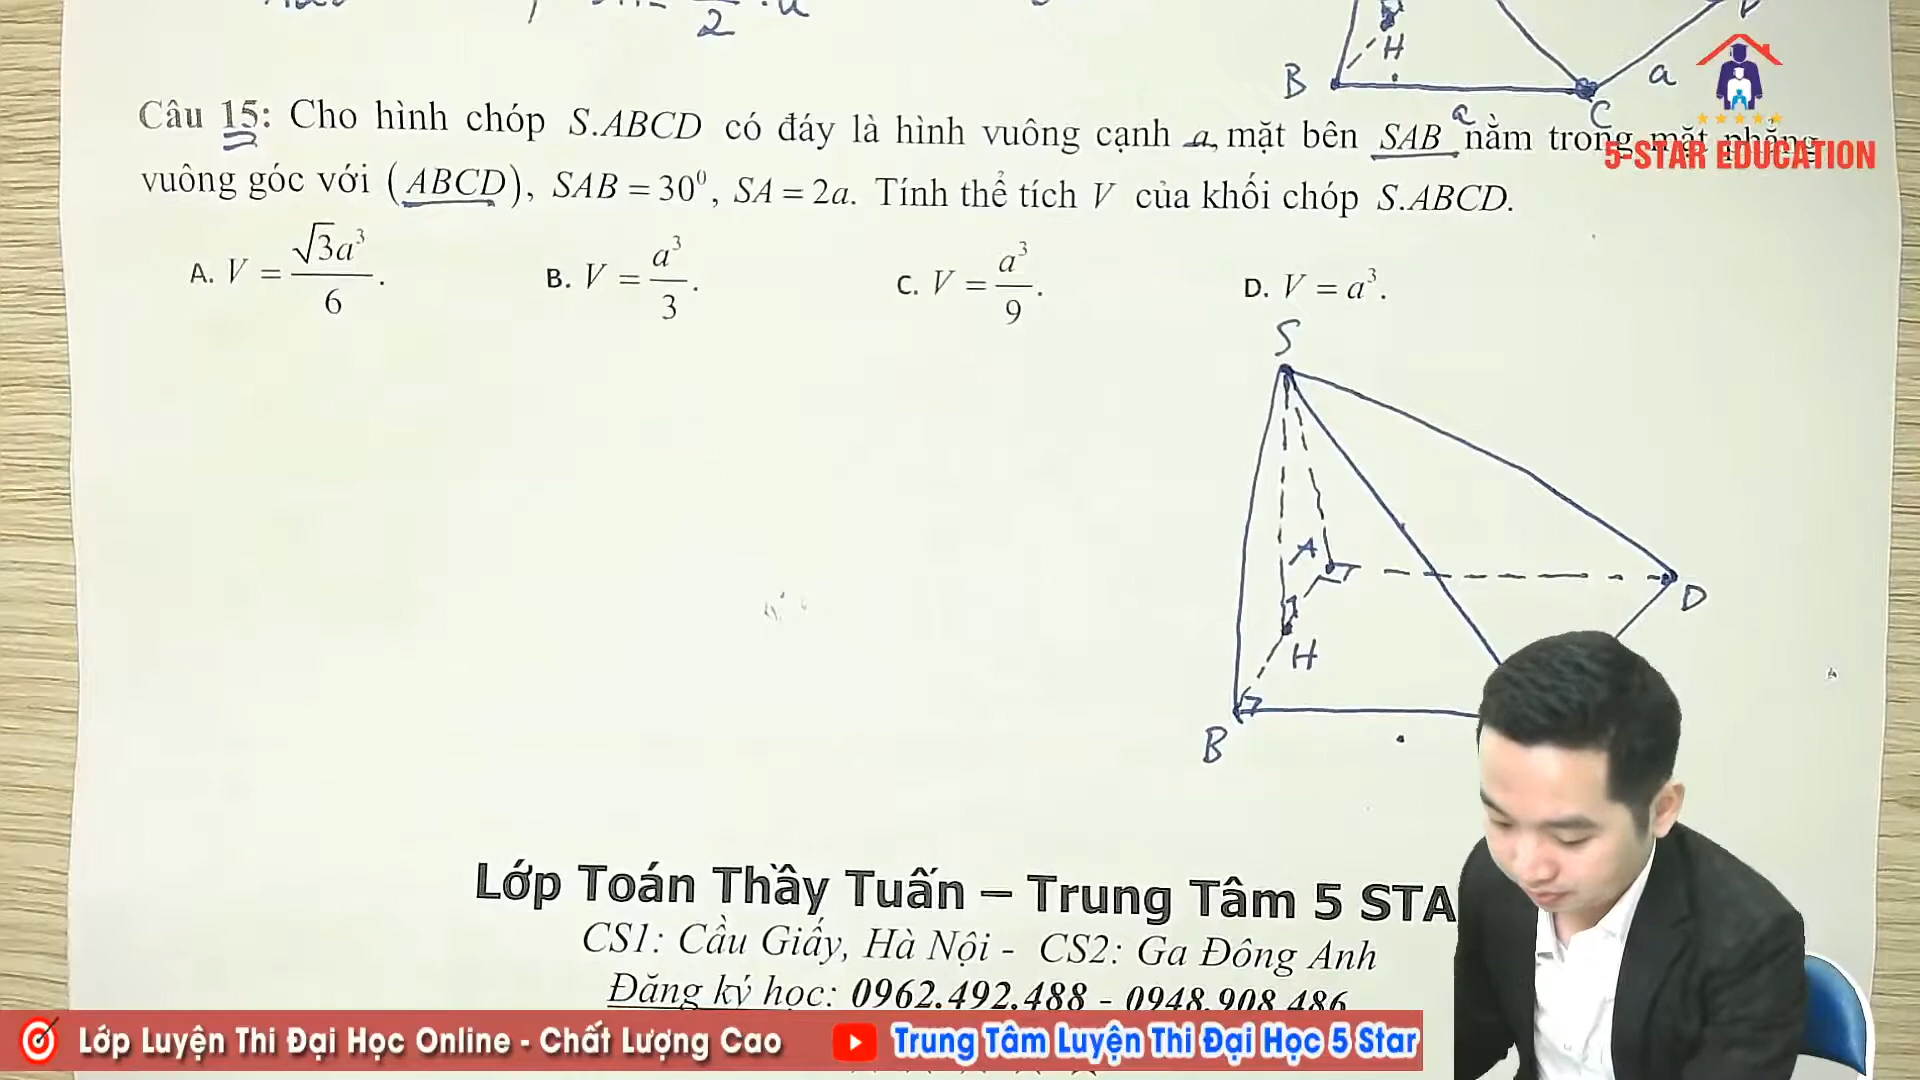 2
B
H
a
C
a
Câu 15: Cho hình chóp S.ABCD có đáy là hình vuông cạnh a, mặt bên SAB nằm trong mặt phẳng
5-STAR EDUCATION
vuông góc với (ABCD), SAB = 30⁰, SA = 2a. Tính thể tích V của khối chóp S.ABCD.
A. V = √3a³/6. B. V = a³/3. C. V = a³/9. D. V = a³.
S
A
D
H
B
Lớp Toán Thầy Tuấn – Trung Tâm 5 STA
CS1: Cầu Giấy, Hà Nội - CS2: Ga Đông Anh
Đăng ký học: 0962.492.488 - 0948.908.486
Lớp Luyện Thi Đại Học Online - Chất Lượng Cao
Trung Tâm Luyện Thi Đại Học 5 Star